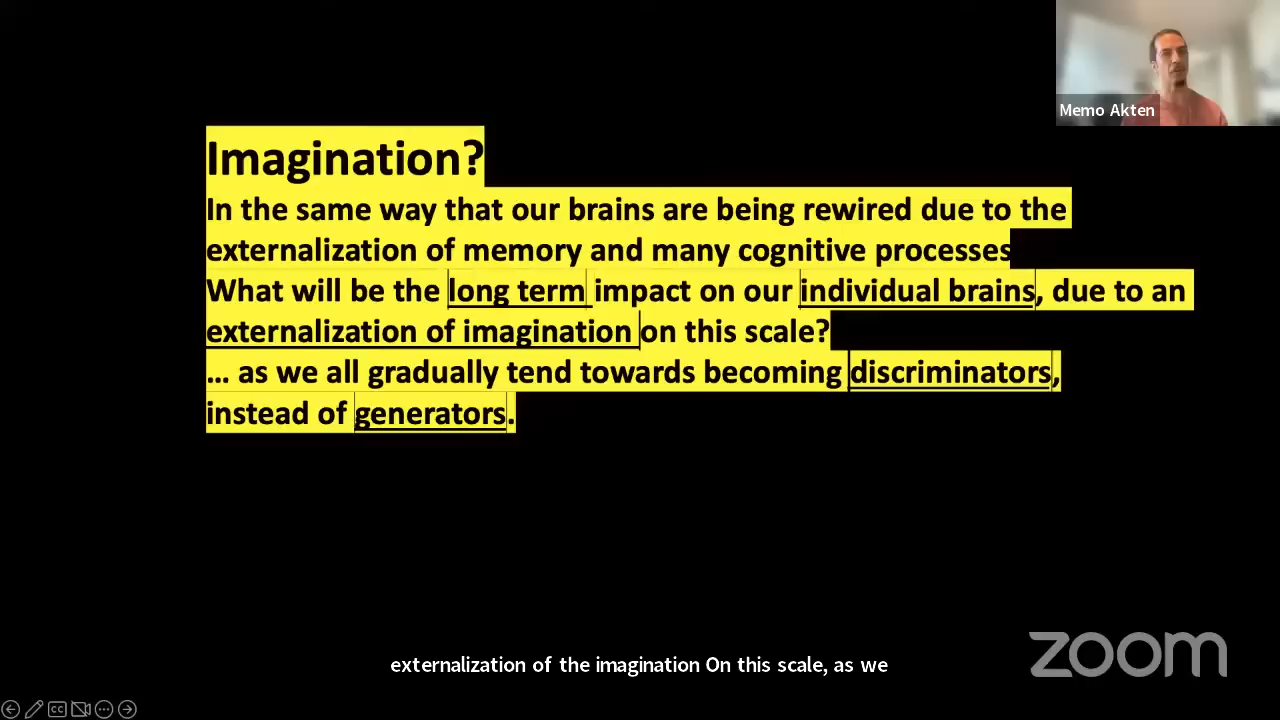 Memo Akten
Imagination?
In the same way that our brains are being rewired due to the
externalization of memory and many cognitive processes
What will be the long term impact on our individual brains, due to an
externalization of imagination on this scale?
... as we all gradually tend towards becoming discriminators,
instead of generators.
zoom
externalization of the imagination On this scale, as we
CC